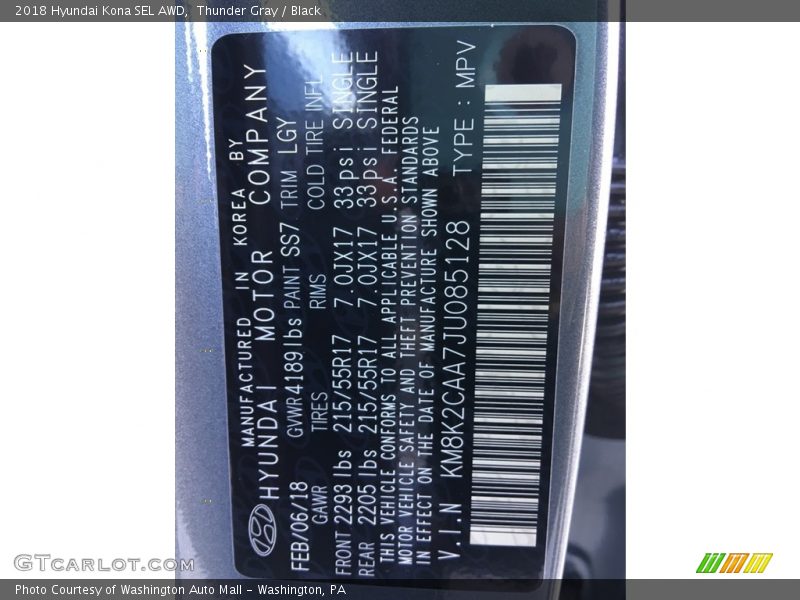 2018 Hyundai Kona SEL AWD,  Thunder Gray / Black
MANUFACTURED IN KOREA BY
HYUNDAI MOTOR COMPANY
FEB/06/18 GVWR4189lbs PAINT SS7 TRIM LGY
GAWR TIRES RIMS COLD TIRE INFL
FRONT 2293 lbs 215/55R17 7.0JX17 33psi SINGLE
REAR 2205 lbs 215/55R17 7.0JX17 33psi SINGLE
THIS VEHICLE CONFORMS TO ALL APPLICABLE U.S.A. FEDERAL
MOTOR VEHICLE SAFETY AND THEFT PREVENTION STANDARDS
IN EFFECT ON THE DATE OF MANUFACTURE SHOWN ABOVE
V.I.N KM8K2CAA7JU085128 TYPE : MPV
GTCarlot.com
Photo Courtesy of Washington Auto Mall - Washington, PA